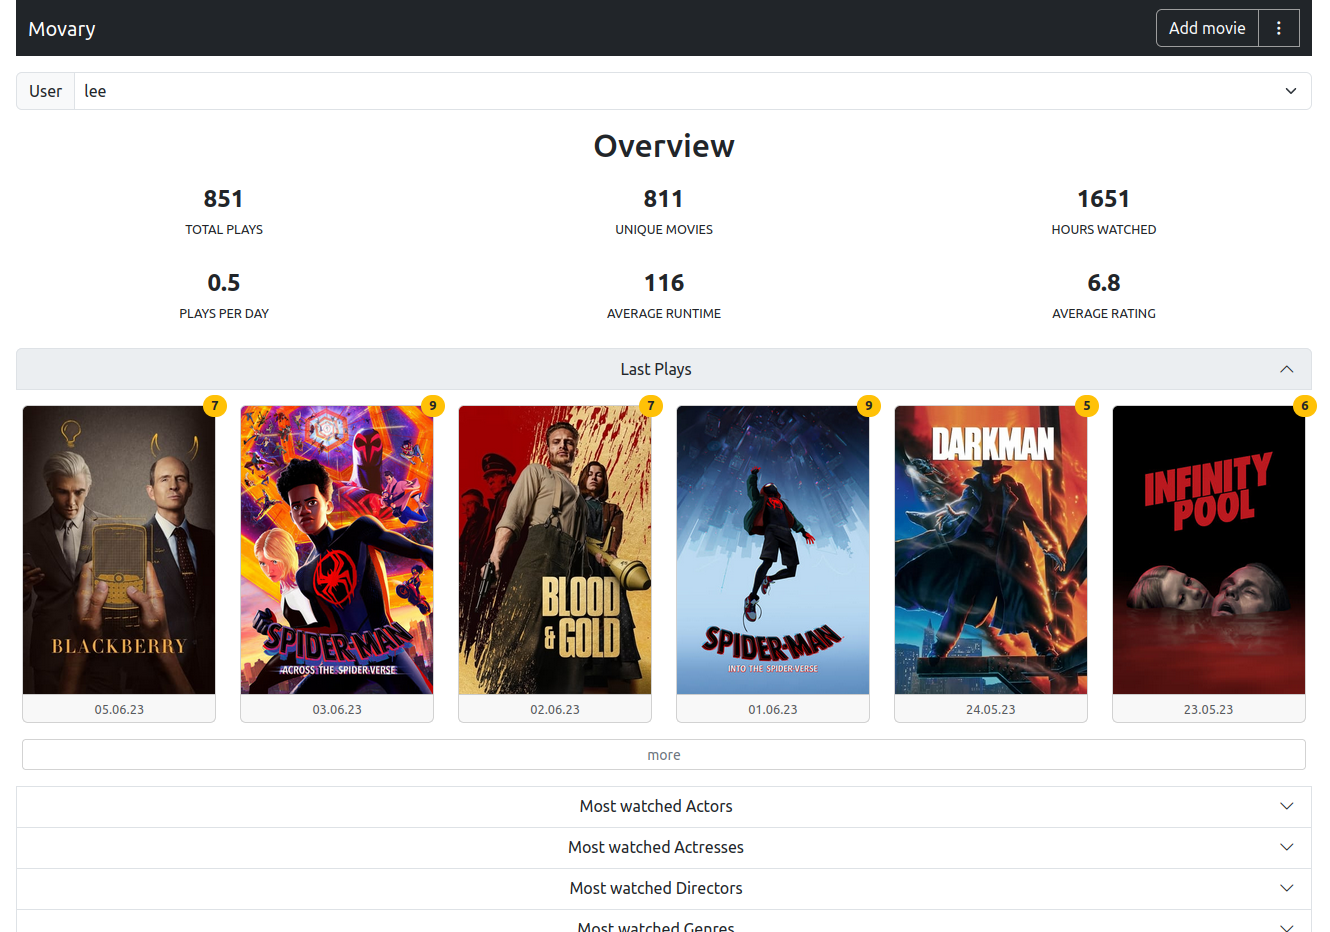 Movary
Add movie
User
lee
Overview
851
811
1651
TOTAL PLAYS
UNIQUE MOVIES
HOURS WATCHED
0.5
116
6.8
PLAYS PER DAY
AVERAGE RUNTIME
AVERAGE RATING
Last Plays
7
9
7
9
5
6
BLACKBERRY
SPIDER-MAN
ACROSS THE SPIDER-VERSE
BLOOD
& GOLD
SPIDER-MAN
INTO THE SPIDER-VERSE
DARKMAN
INFINITY
POOL
05.06.23
03.06.23
02.06.23
01.06.23
24.05.23
23.05.23
more
Most watched Actors
Most watched Actresses
Most watched Directors
Most watched Genres